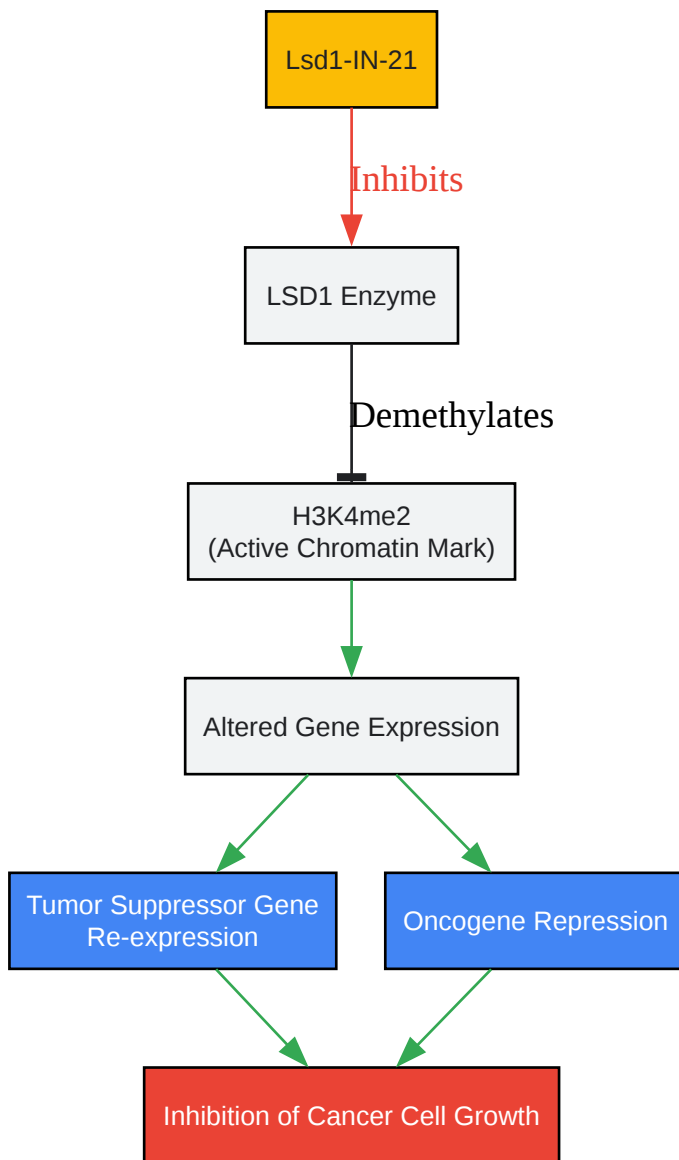 Lsd1-IN-21
Inhibits
LSD1 Enzyme
Demethylates
H3K4me2
(Active Chromatin Mark)
Altered Gene Expression
Tumor Suppressor Gene
Re-expression
Oncogene Repression
Inhibition of Cancer Cell Growth